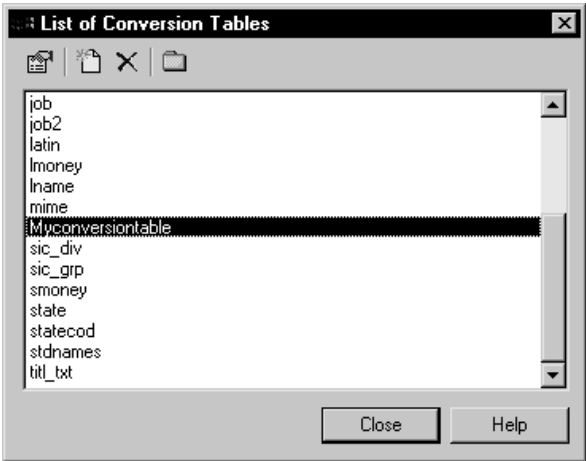 List of Conversion Tables
job
job2
latin
lmoney
lname
mime
Myconversiontable
sic_div
sic_grp
smoney
state
statecod
stdnames
titl_txt
Close Help